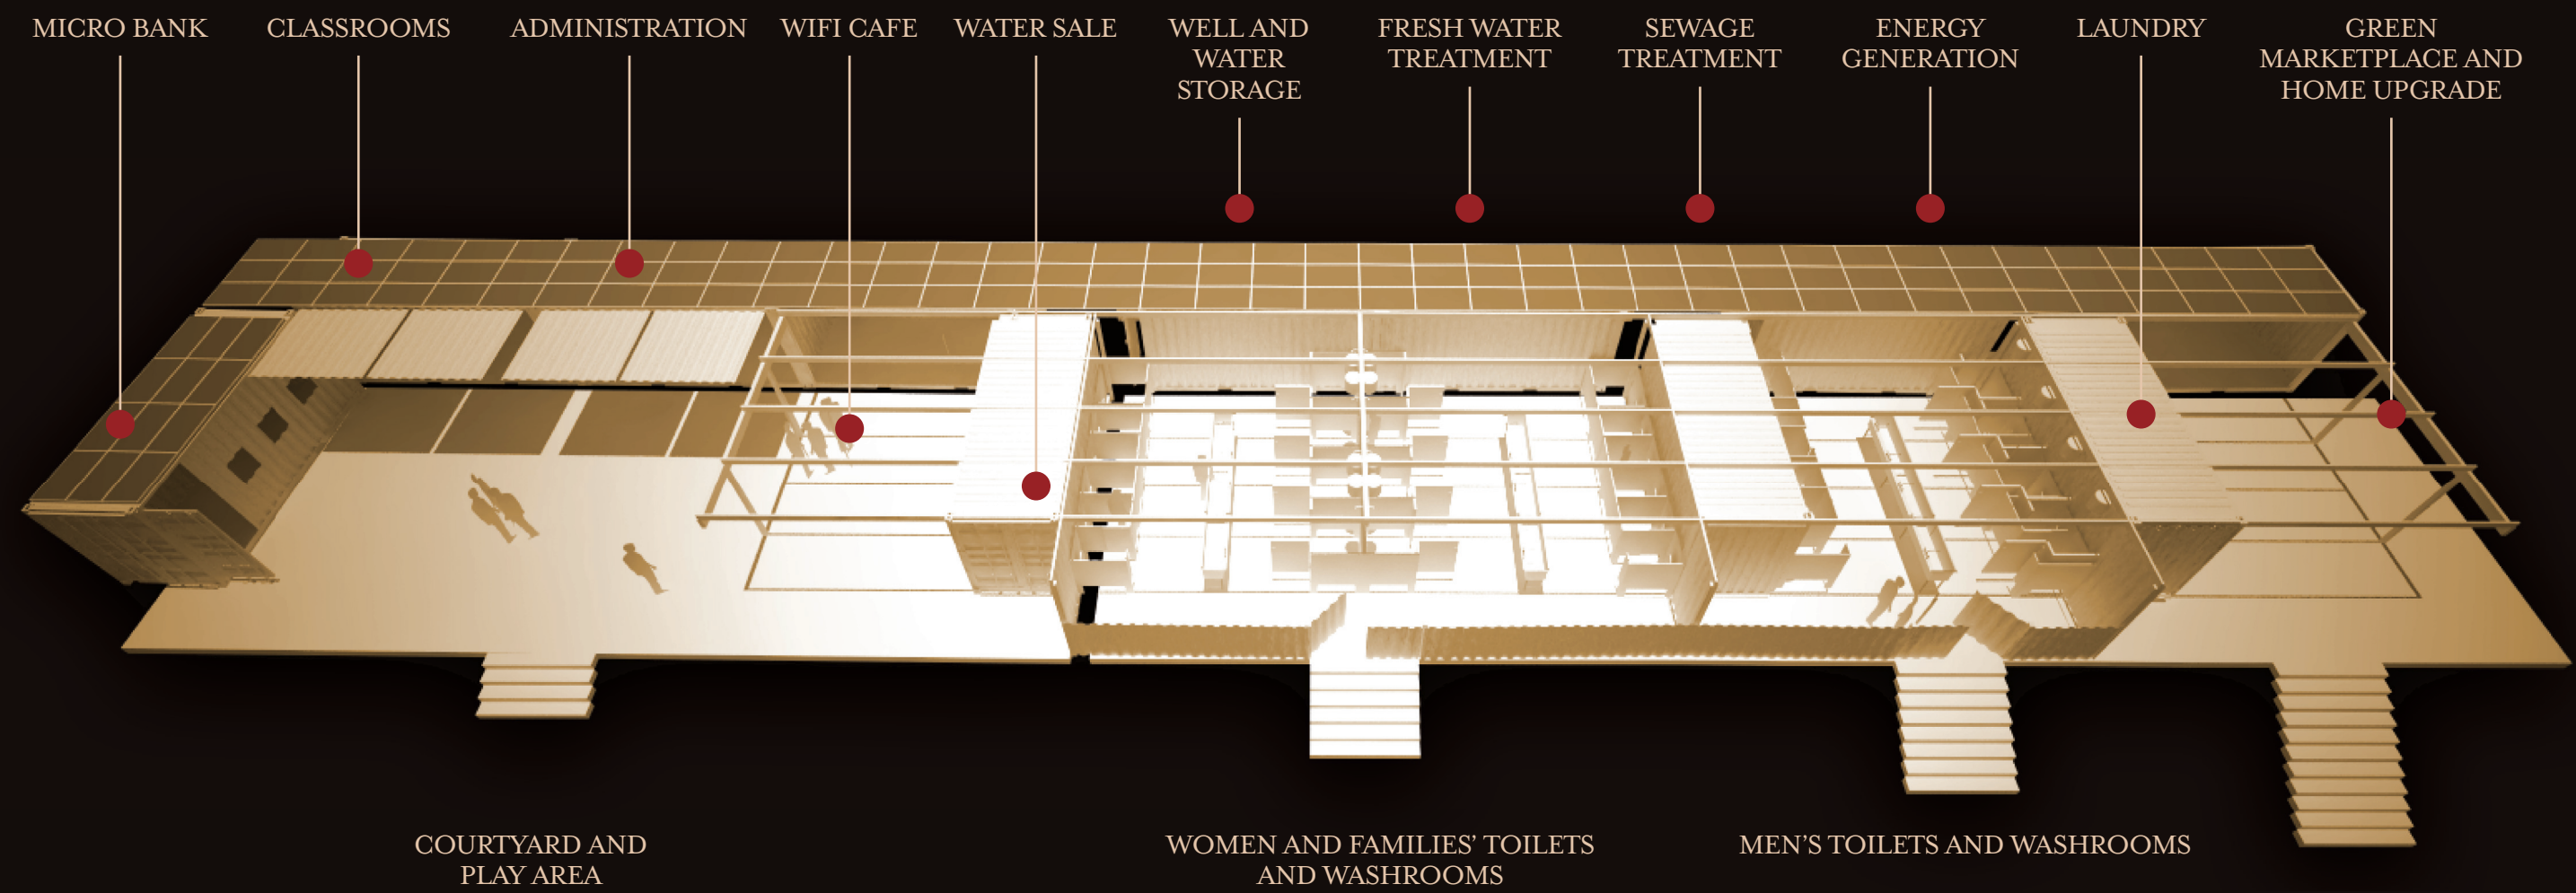 MICRO BANK
CLASSROOMS
ADMINISTRATION
WIFI CAFE
WATER SALE
WELL AND
WATER
STORAGE
FRESH WATER
TREATMENT
SEWAGE
TREATMENT
ENERGY
GENERATION
LAUNDRY
GREEN
MARKETPLACE AND
HOME UPGRADE
COURTYARD AND
PLAY AREA
WOMEN AND FAMILIES’ TOILETS
AND WASHROOMS
MEN’S TOILETS AND WASHROOMS